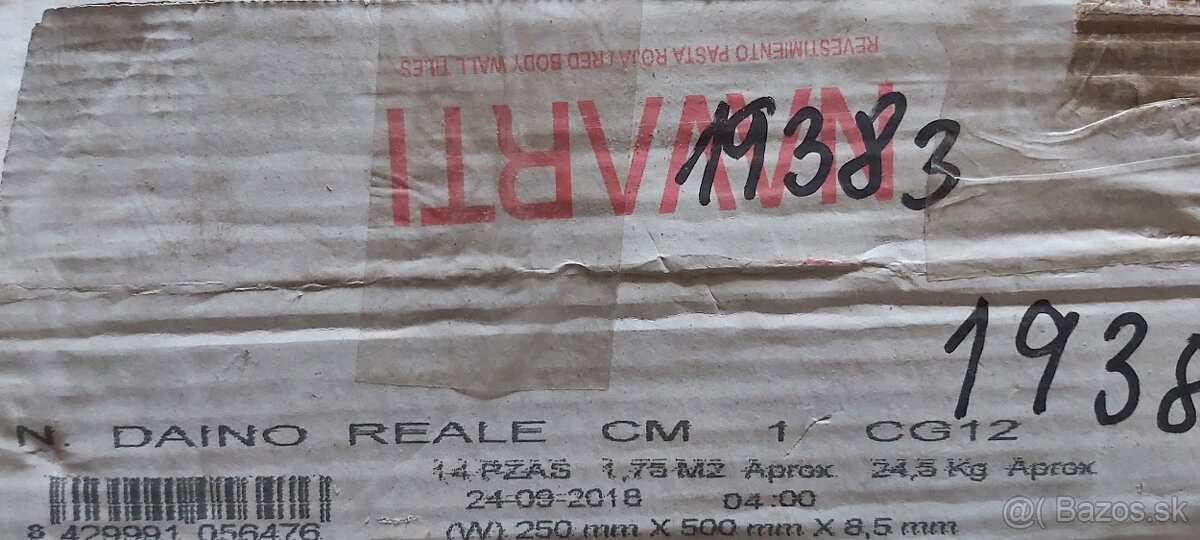 REVESTIMIENTO PASTA ROJA / RED BODY WALL TILES
NAVARTI
19383
1938
N. DAINO REALE CM 1 CG12
14 PZAS 1,75 M2 Aprox 24,5 Kg Aprox
24-09-2018 04:00
8 429991 056476
(W) 250 mm X 500 mm X 8,5 mm
@( Bazos.sk